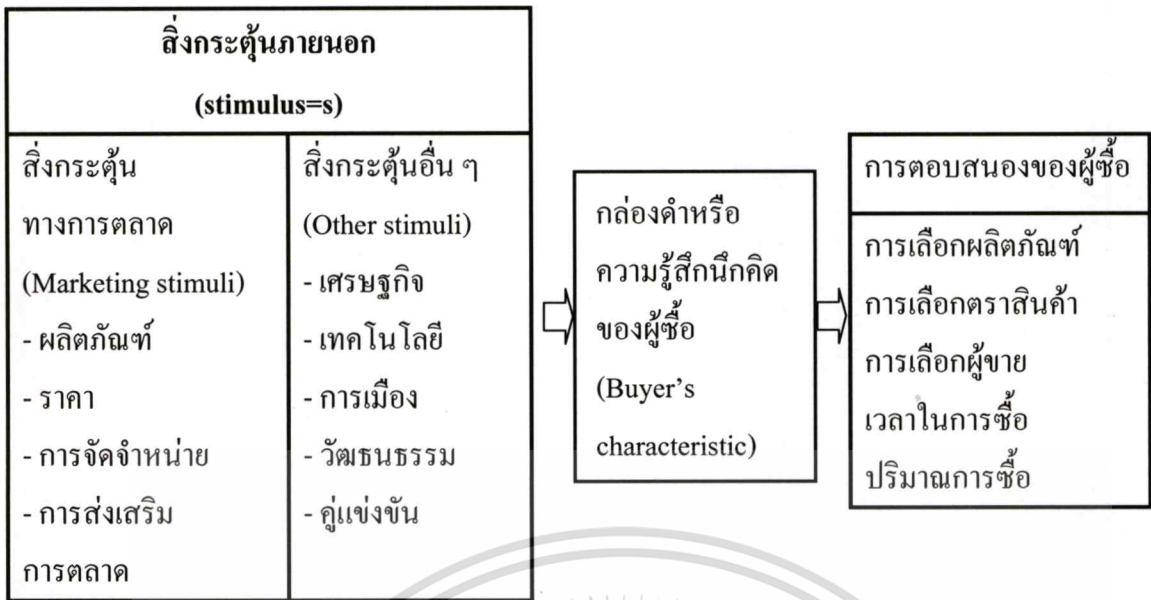 สิ่งกระตุ้นภายนอก
(stimulus=s)
สิ่งกระตุ้น
ทางการตลาด
(Marketing stimuli)
- ผลิตภัณฑ์
- ราคา
- การจัดจำหน่าย
- การส่งเสริม
การตลาด
สิ่งกระตุ้นอื่น ๆ
(Other stimuli)
- เศรษฐกิจ
- เทคโนโลยี
- การเมือง
- วัฒนธรรม
- คู่แข่งขัน
กล่องดำหรือ
ความรู้สึกนึกคิด
ของผู้ซื้อ
(Buyer's
characteristic)
การตอบสนองของผู้ซื้อ
การเลือกผลิตภัณฑ์
การเลือกตราสินค้า
การเลือกผู้ขาย
เวลาในการซื้อ
ปริมาณการซื้อ